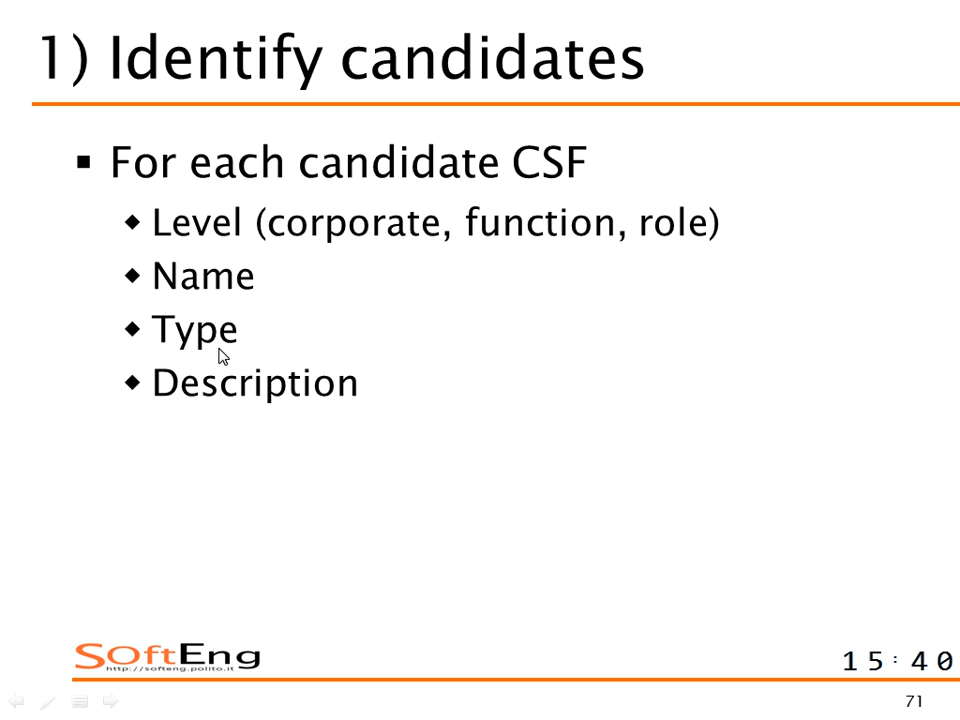 1) Identify candidates
▪ For each candidate CSF
◆ Level (corporate, function, role)
◆ Name
◆ Type
◆ Description
SOftEng
http://softeng.polito.it
15:40
71